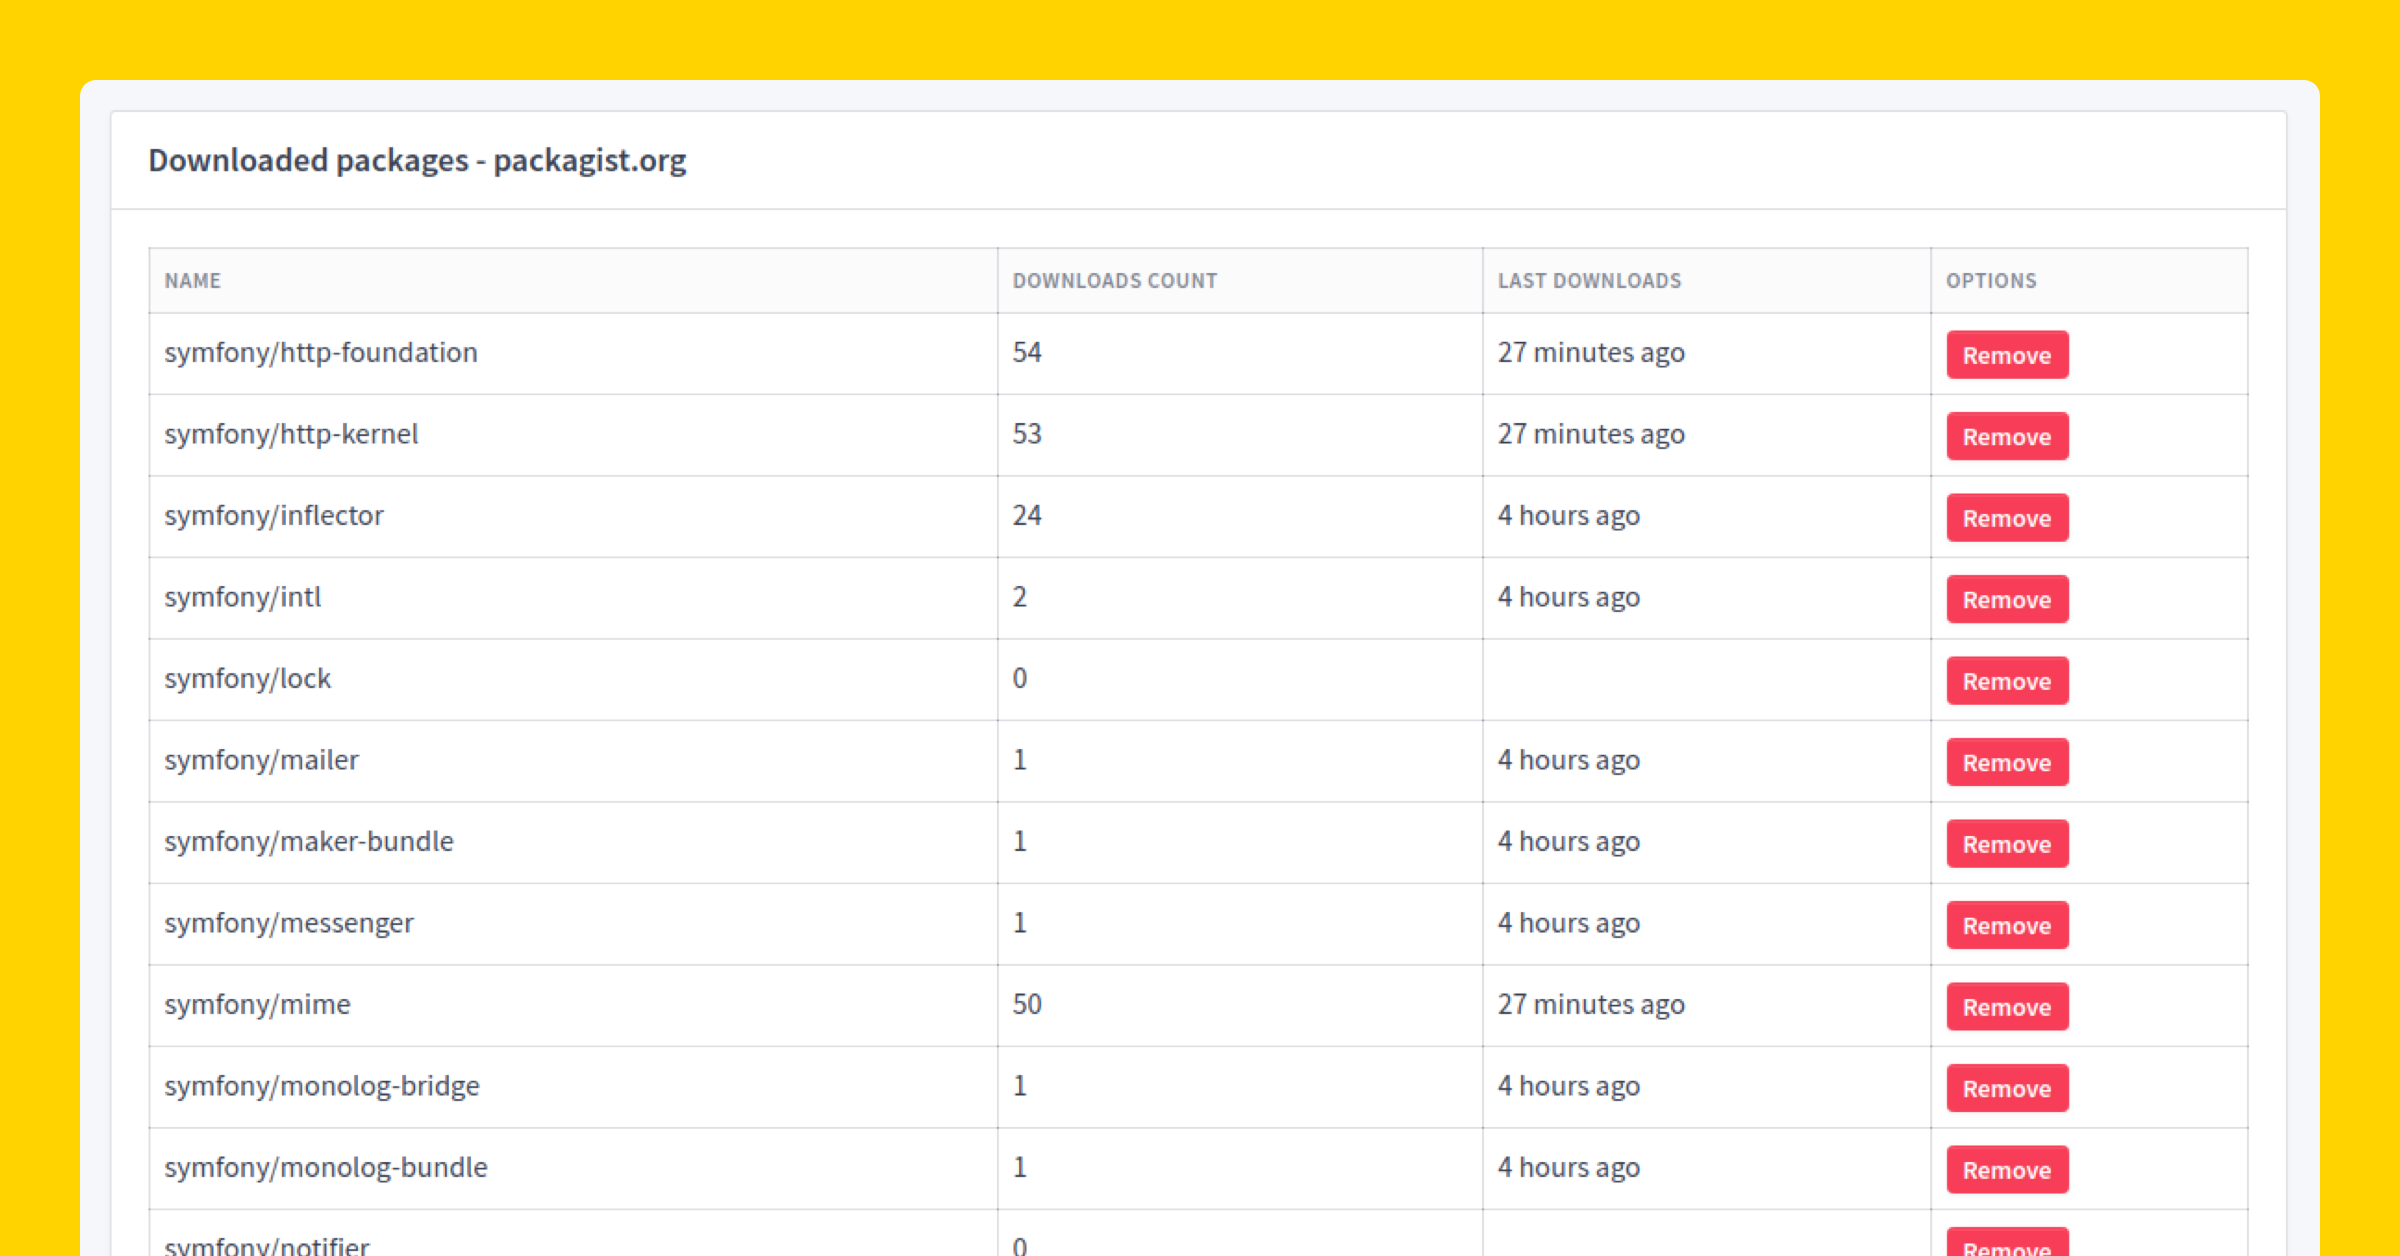 Downloaded packages - packagist.org
NAME DOWNLOADS COUNT LAST DOWNLOADS OPTIONS
symfony/http-foundation 54 27 minutes ago Remove
symfony/http-kernel 53 27 minutes ago Remove
symfony/inflector 24 4 hours ago Remove
symfony/intl 2 4 hours ago Remove
symfony/lock 0 Remove
symfony/mailer 1 4 hours ago Remove
symfony/maker-bundle 1 4 hours ago Remove
symfony/messenger 1 4 hours ago Remove
symfony/mime 50 27 minutes ago Remove
symfony/monolog-bridge 1 4 hours ago Remove
symfony/monolog-bundle 1 4 hours ago Remove
symfony/notifier 0 Remove